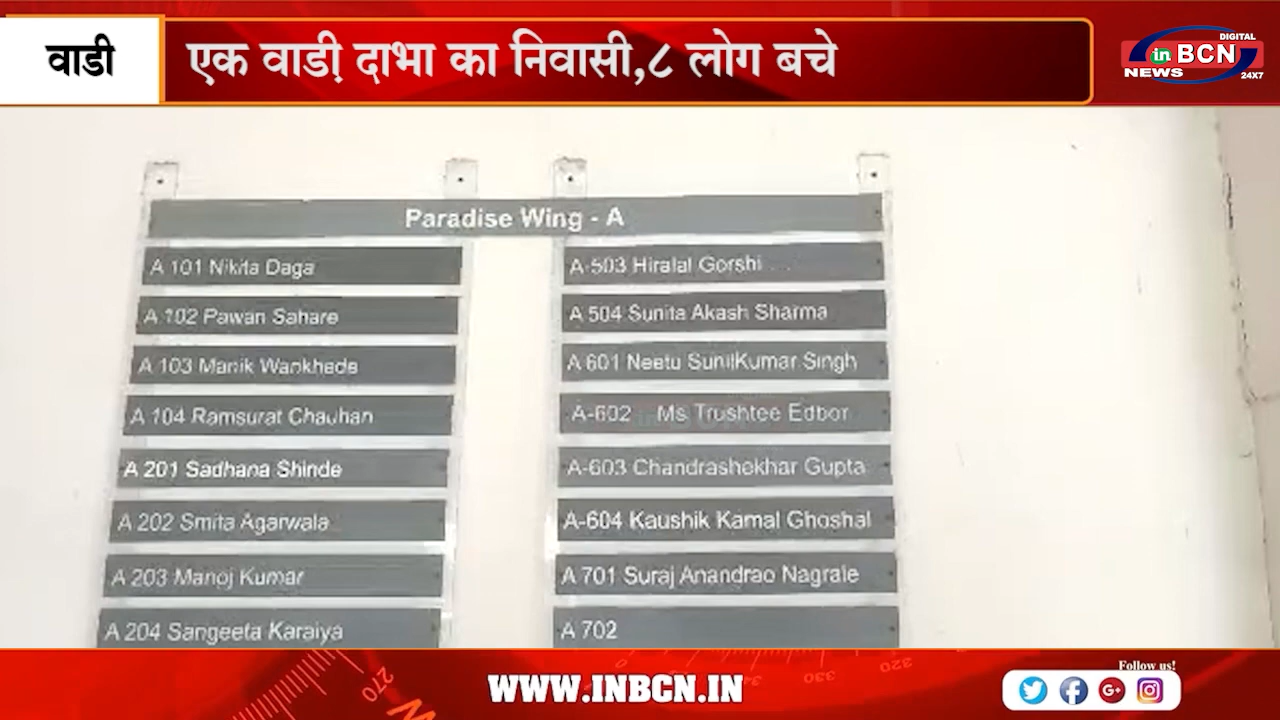 वाडी
एक वाडी़ दाभा का निवासी,८ लोग बचे
DIGITAL
in BCN
NEWS
24X7
Paradise Wing - A
A 101 Nikita Daga
A 102 Pawan Sahare
A 103 Manik Wankhede
A 104 Ramsurat Chauhan
A 201 Sadhana Shinde
A 202 Smita Agarwala
A 203 Manoj Kumar
A 204 Sangeeta Karaiya
A-503 Hiralal Gorshi
A 504 Sunita Akash Sharma
A 601 Neetu SunilKumar Singh
A-602 Ms Trushtee Edbor
A-603 Chandrashekhar Gupta
A-604 Kaushik Kamal Ghoshal
A 701 Suraj Anandrao Nagrale
A 702
270
330
320
WWW.INBCN.IN
Follow us!